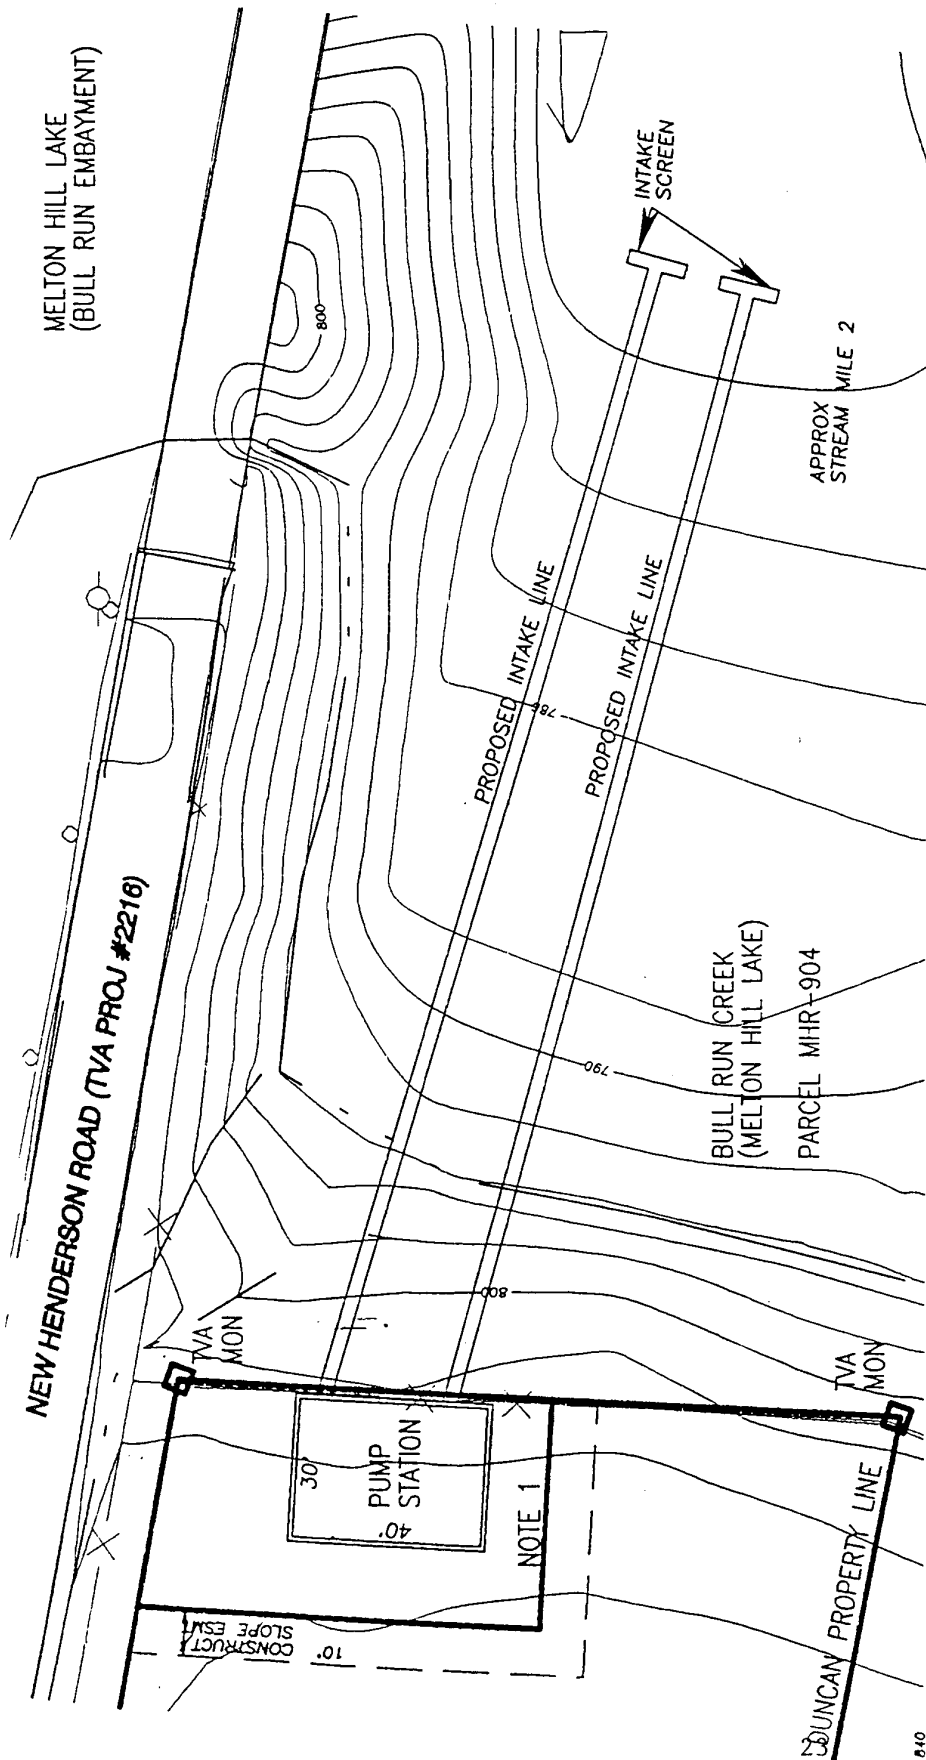 MELTON HILL LAKE
(BULL RUN EMBAYMENT)
NEW HENDERSON ROAD (TVA PROJ #2216)
800
INTAKE
SCREEN
APPROX
STREAM MILE 2
PROPOSED INTAKE LINE
PROPOSED INTAKE LINE
BULL RUN CREEK
(MELTON HILL LAKE)
PARCEL MHR-904
790
800
TVA
MON
TVA
MON
30'
PUMP
STATION
40'
NOTE 1
CONSTRUCT
SLOPE ESMT
10'
DUNCAN PROPERTY LINE
840